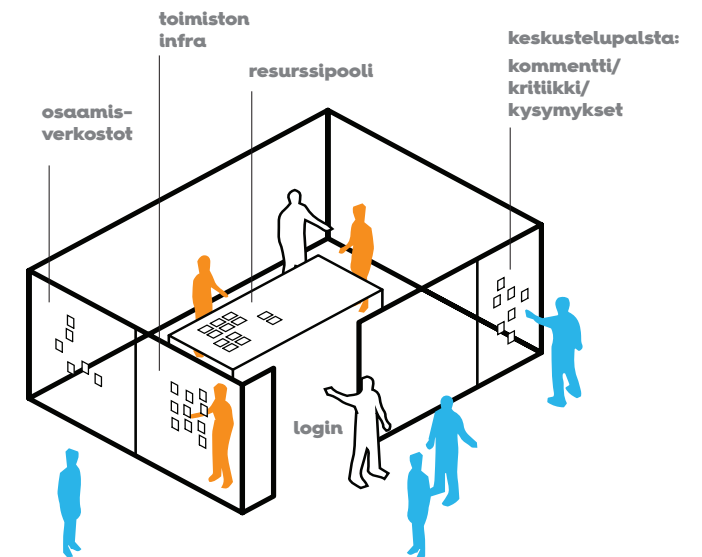 toimiston
infra
resurssipooli
osaamis-
verkostot
keskustelupalsta:
kommentti/
kritiikki/
kysymykset
login